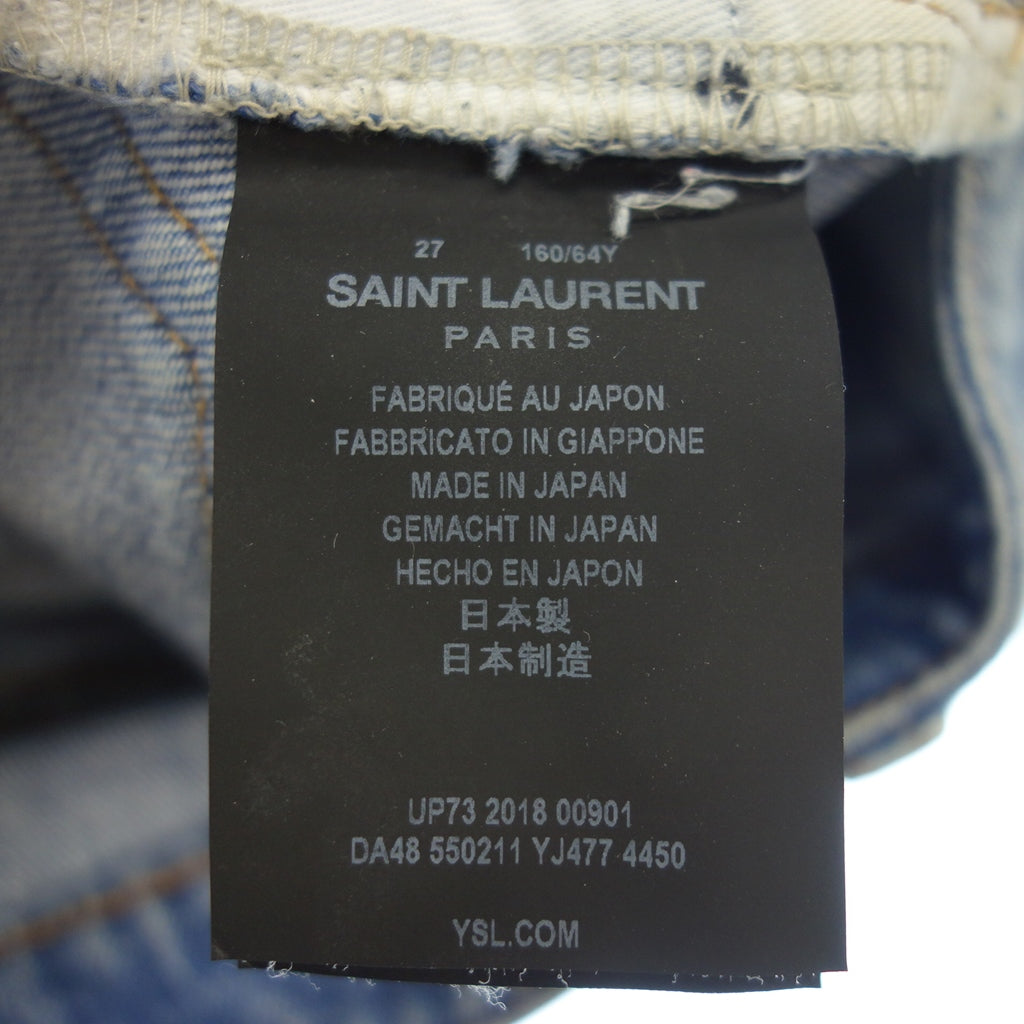 27 160/64Y
SAINT LAURENT
PARIS
FABRIQUÉ AU JAPON
FABBRICATO IN GIAPPONE
MADE IN JAPAN
GEMACHT IN JAPAN
HECHO EN JAPON
日本製
日本制造
UP73 2018 00901
DA48 550211 YJ477 4450
YSL.COM